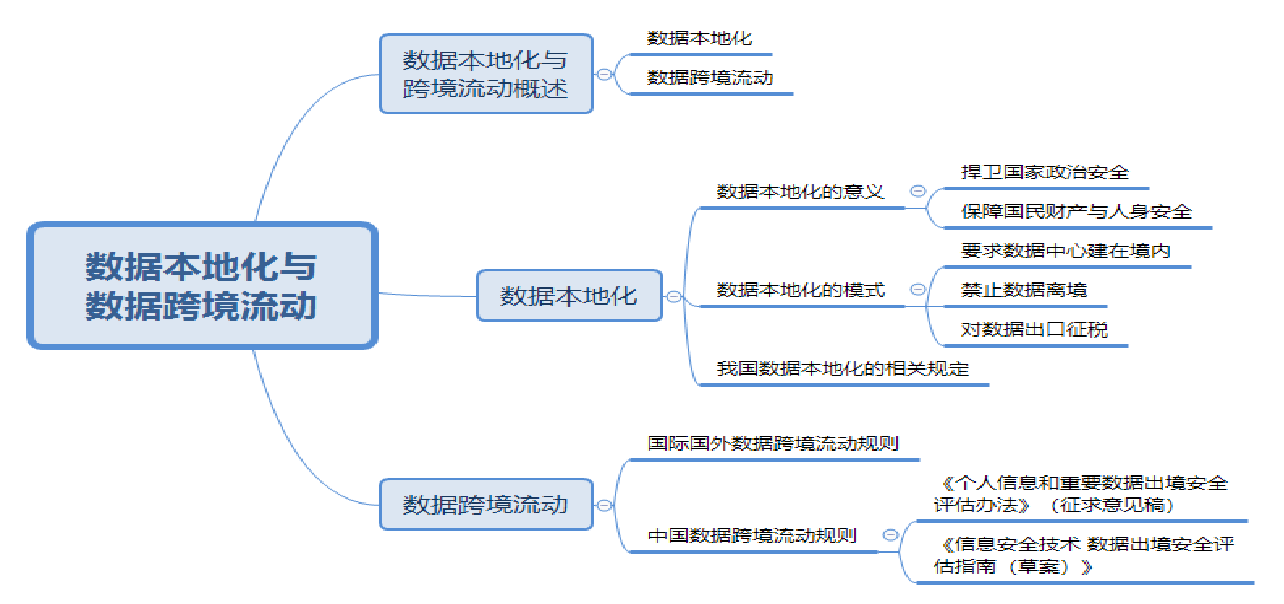 数据本地化与
数据跨境流动
数据本地化与
跨境流动概述
数据本地化
数据跨境流动
数据本地化
数据本地化的意义
捍卫国家政治安全
保障国民财产与人身安全
数据本地化的模式
要求数据中心建在境内
禁止数据离境
对数据出口征税
我国数据本地化的相关规定
数据跨境流动
国际国外数据跨境流动规则
中国数据跨境流动规则
《个人信息和重要数据出境安全
评估办法》（征求意见稿）
《信息安全技术 数据出境安全评
估指南（草案）》